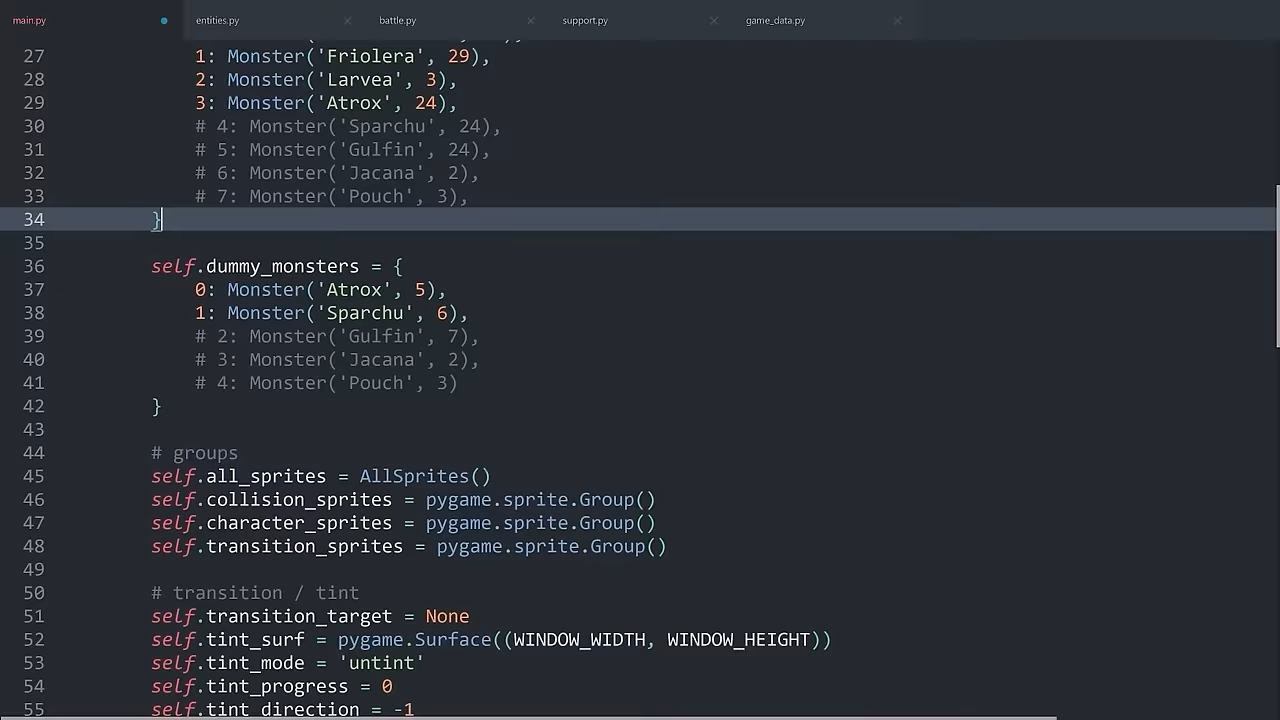 main.py entities.py battle.py support.py game_data.py
27 1: Monster('Friolera', 29),
28 2: Monster('Larvea', 3),
29 3: Monster('Atrox', 24),
30 # 4: Monster('Sparchu', 24),
31 # 5: Monster('Gulfin', 24),
32 # 6: Monster('Jacana', 2),
33 # 7: Monster('Pouch', 3),
34 }
35
36 self.dummy_monsters = {
37 0: Monster('Atrox', 5),
38 1: Monster('Sparchu', 6),
39 # 2: Monster('Gulfin', 7),
40 # 3: Monster('Jacana', 2),
41 # 4: Monster('Pouch', 3)
42 }
43
44 # groups
45 self.all_sprites = AllSprites()
46 self.collision_sprites = pygame.sprite.Group()
47 self.character_sprites = pygame.sprite.Group()
48 self.transition_sprites = pygame.sprite.Group()
49
50 # transition / tint
51 self.transition_target = None
52 self.tint_surf = pygame.Surface((WINDOW_WIDTH, WINDOW_HEIGHT))
53 self.tint_mode = 'untint'
54 self.tint_progress = 0
55 self.tint_direction = -1